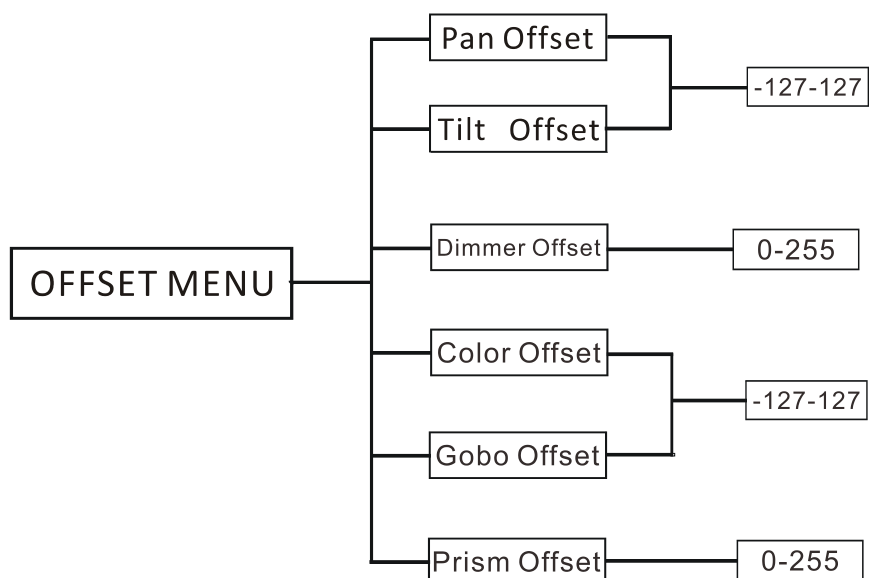 Pan Offset
-127-127
Tilt Offset
Dimmer Offset
0-255
OFFSET MENU
Color Offset
-127-127
Gobo Offset
Prism Offset
0-255